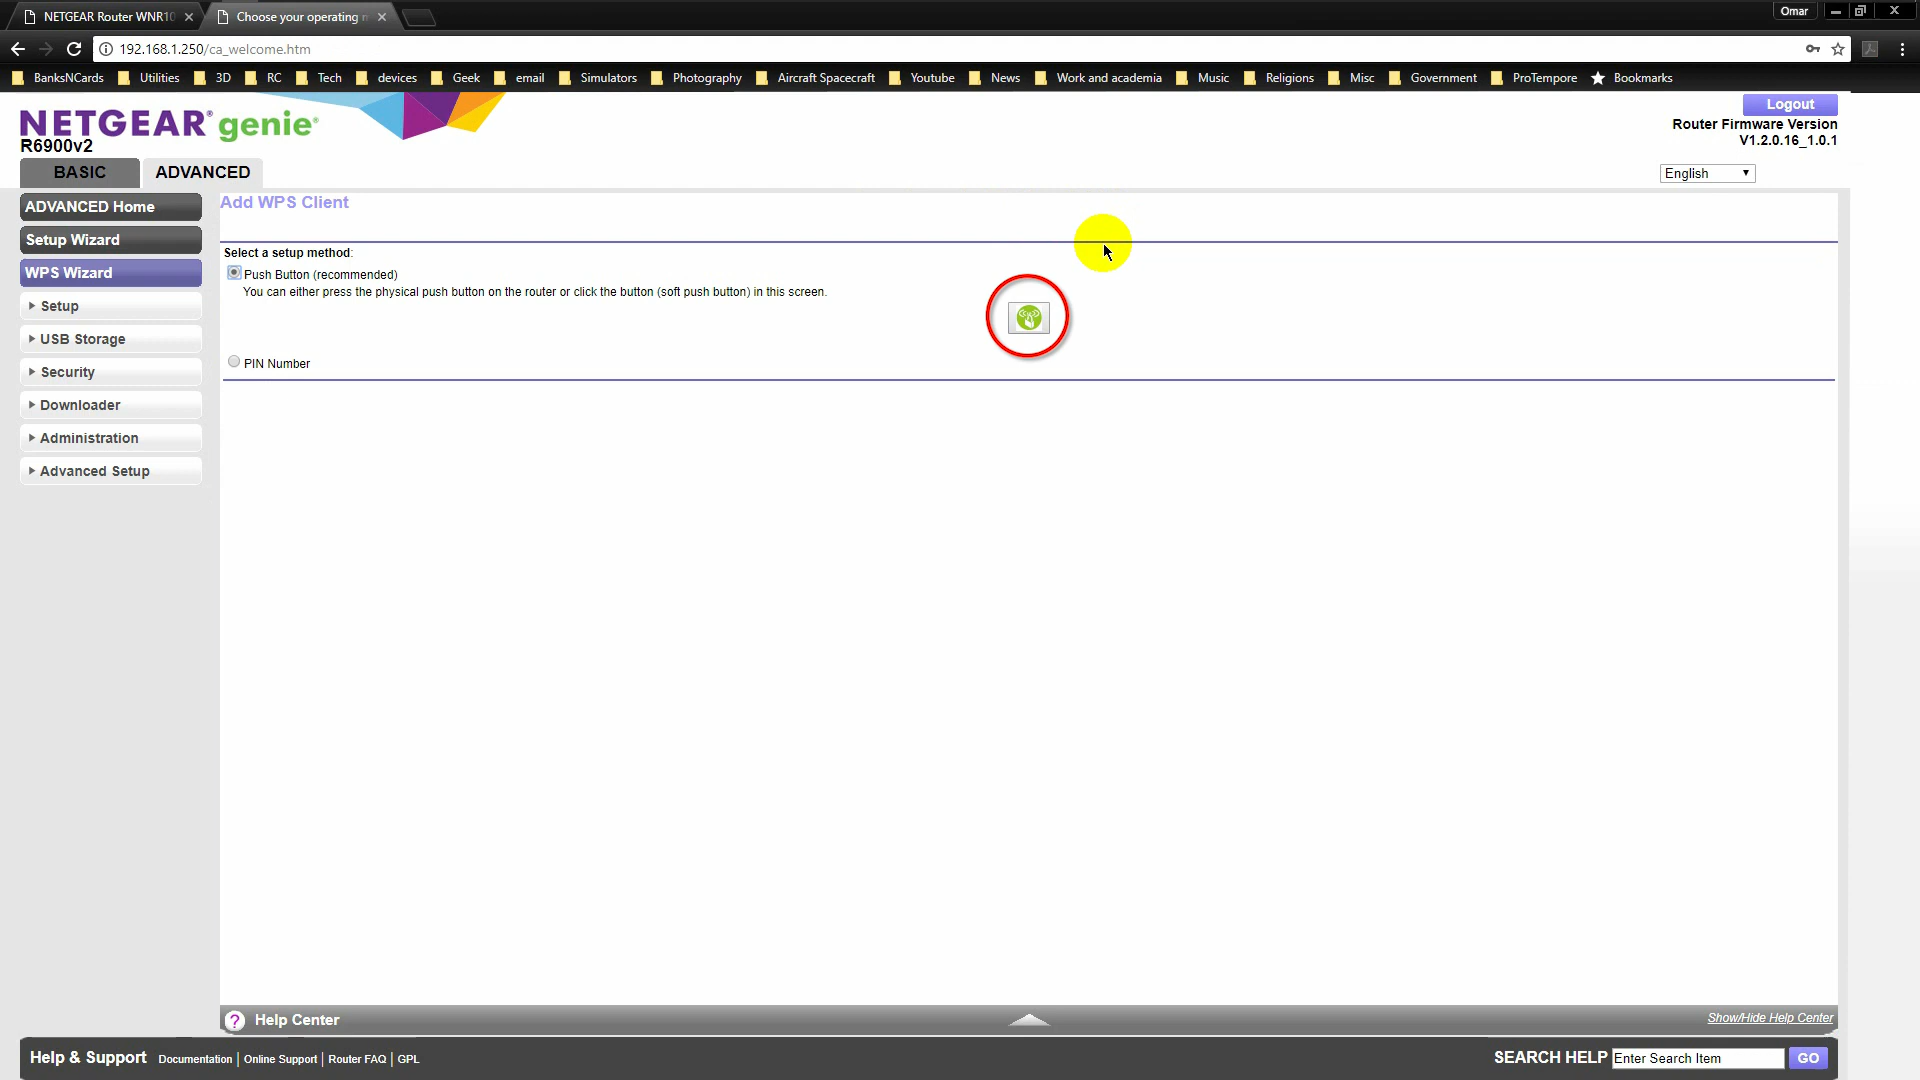 NETGEAR Router WNR10
Choose your operating m
Omar
192.168.1.250/ca_welcome.htm
BanksNCards
Utilities
3D
RC
Tech
devices
Geek
email
Simulators
Photography
Aircraft Spacecraft
Youtube
News
Work and academia
Music
Religions
Misc
Government
ProTempore
Bookmarks
NETGEAR® genie®
R6900v2
Logout
Router Firmware Version
V1.2.0.16_1.0.1
BASIC
ADVANCED
English
ADVANCED Home
Setup Wizard
WPS Wizard
Setup
USB Storage
Security
Downloader
Administration
Advanced Setup
Add WPS Client
Select a setup method:
Push Button (recommended)
You can either press the physical push button on the router or click the button (soft push button) in this screen.
PIN Number
? Help Center
Show/Hide Help Center
Help & Support Documentation | Online Support | Router FAQ | GPL
SEARCH HELP Enter Search Item GO